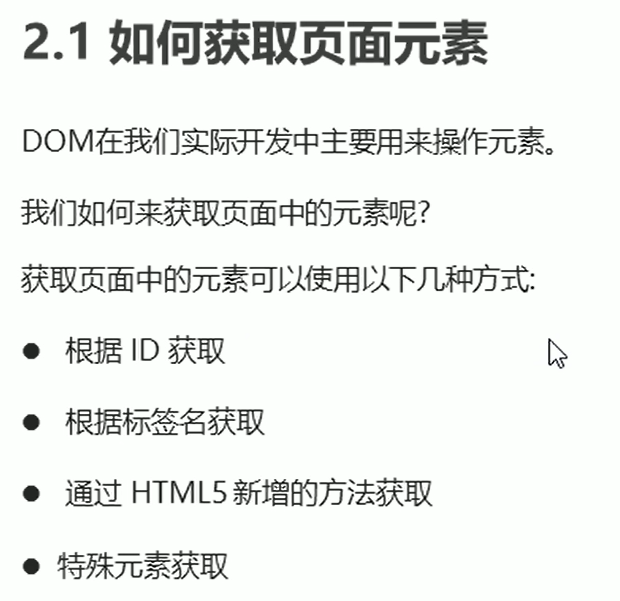 2.1 如何获取页面元素
DOM在我们实际开发中主要用来操作元素。
我们如何来获取页面中的元素呢?
获取页面中的元素可以使用以下几种方式:
● 根据 ID 获取
● 根据标签名获取
● 通过 HTML5 新增的方法获取
● 特殊元素获取